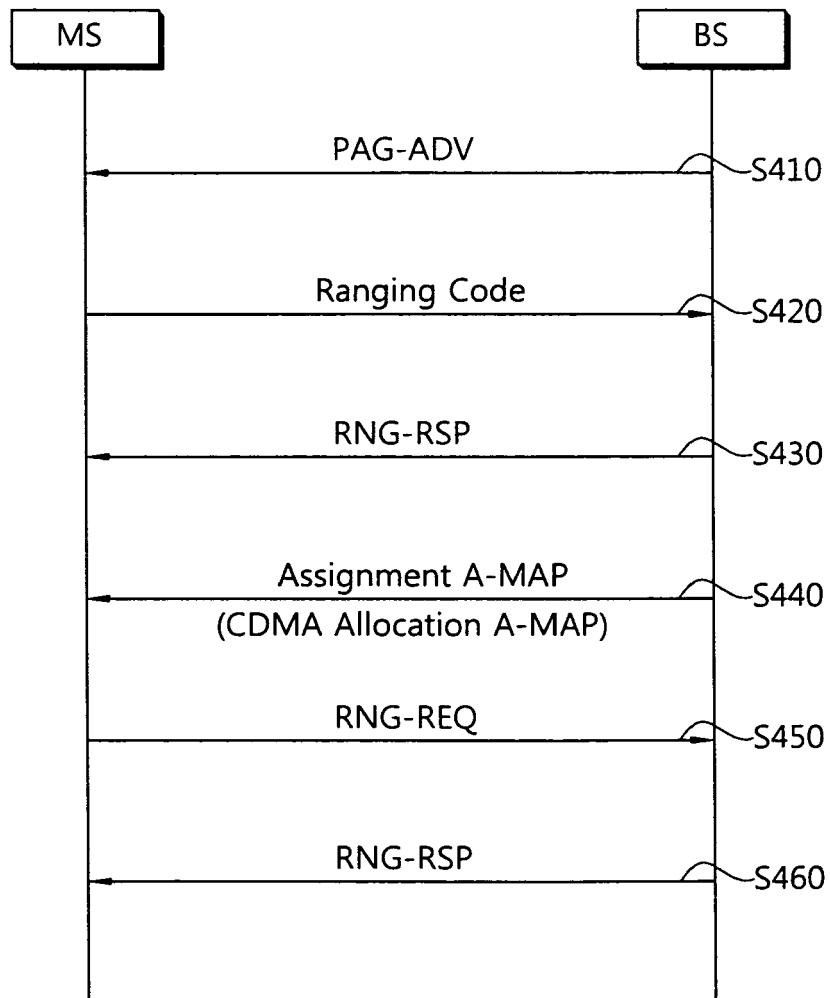 MS
BS
PAG-ADV
S410
Ranging Code
S420
RNG-RSP
S430
Assignment A-MAP
S440
(CDMA Allocation A-MAP)
RNG-REQ
S450
RNG-RSP
S460